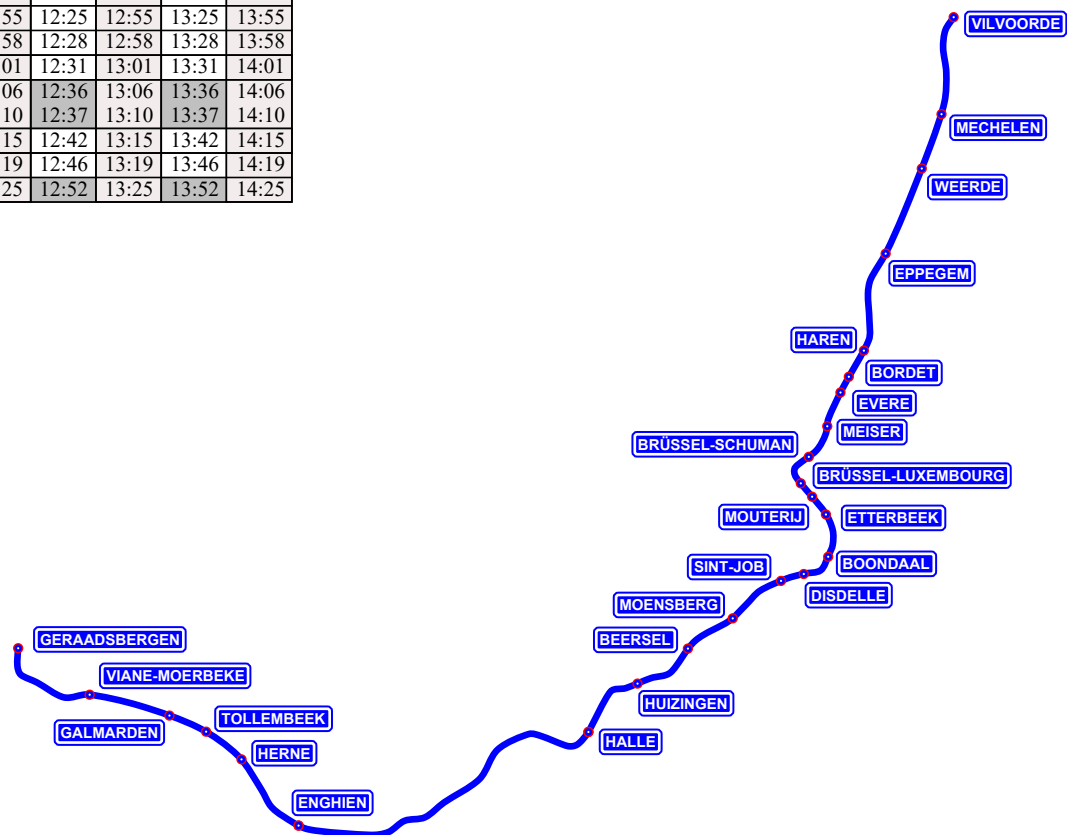 55 12:25 12:55 13:25 13:55
58 12:28 12:58 13:28 13:58
01 12:31 13:01 13:31 14:01
06 12:36 13:06 13:36 14:06
10 12:37 13:10 13:37 14:10
15 12:42 13:15 13:42 14:15
19 12:46 13:19 13:46 14:19
25 12:52 13:25 13:52 14:25
VILVOORDE
MECHELEN
WEERDE
EPPEGEM
HAREN
BORDET
EVERE
MEISER
BRÜSSEL-SCHUMAN
BRÜSSEL-LUXEMBOURG
MOUTERIJ
ETTERBEEK
BOONDAAL
SINT-JOB
DISDELLE
MOENSBERG
BEERSEL
HUIZINGEN
HALLE
GERAADSBERGEN
VIANE-MOERBEKE
GALMARDEN
TOLLEMBEEK
HERNE
ENGHIEN